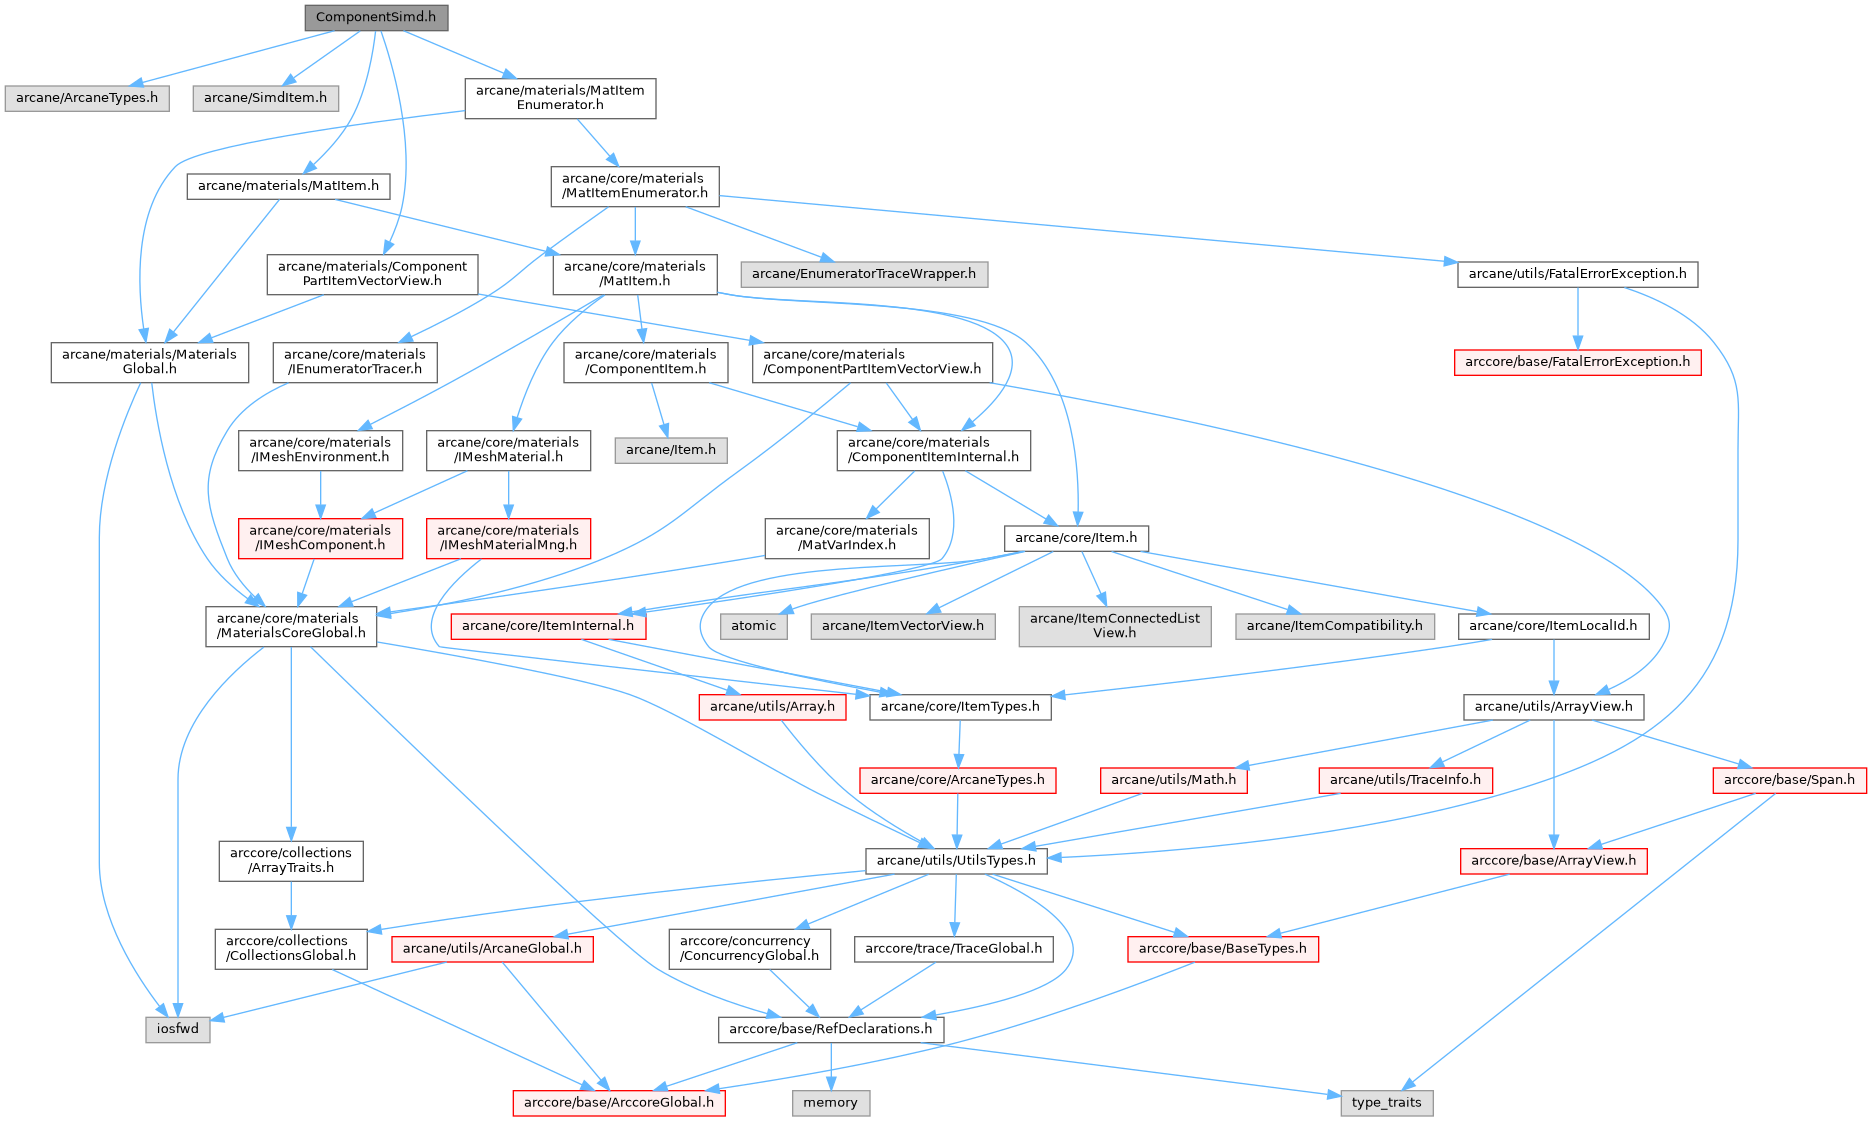 ComponentSimd.h
arcane/ArcaneTypes.h
arcane/SimdItem.h
arcane/materials/MatItem
Enumerator.h
arcane/materials/MatItem.h
arcane/core/materials
/MatItemEnumerator.h
arcane/materials/Component
PartItemVectorView.h
arcane/core/materials
/MatItem.h
arcane/EnumeratorTraceWrapper.h
arcane/utils/FatalErrorException.h
arcane/materials/Materials
Global.h
arcane/core/materials
/IEnumeratorTracer.h
arcane/core/materials
/ComponentItem.h
arcane/core/materials
/ComponentPartItemVectorView.h
arccore/base/FatalErrorException.h
arcane/core/materials
/IMeshEnvironment.h
arcane/core/materials
/IMeshMaterial.h
arcane/Item.h
arcane/core/materials
/ComponentItemInternal.h
arcane/core/materials
/IMeshComponent.h
arcane/core/materials
/IMeshMaterialMng.h
arcane/core/materials
/MatVarIndex.h
arcane/core/Item.h
arcane/core/materials
/MaterialsCoreGlobal.h
arcane/core/ItemInternal.h
atomic
arcane/ItemVectorView.h
arcane/ItemConnectedList
View.h
arcane/ItemCompatibility.h
arcane/core/ItemLocalId.h
arcane/utils/Array.h
arcane/core/ItemTypes.h
arcane/utils/ArrayView.h
arcane/core/ArcaneTypes.h
arcane/utils/Math.h
arcane/utils/TraceInfo.h
arccore/base/Span.h
arccore/collections
/ArrayTraits.h
arcane/utils/UtilsTypes.h
arccore/base/ArrayView.h
arccore/collections
/CollectionsGlobal.h
arcane/utils/ArcaneGlobal.h
arccore/concurrency
/ConcurrencyGlobal.h
arccore/trace/TraceGlobal.h
arccore/base/BaseTypes.h
iosfwd
arccore/base/RefDeclarations.h
arccore/base/ArccoreGlobal.h
memory
type_traits